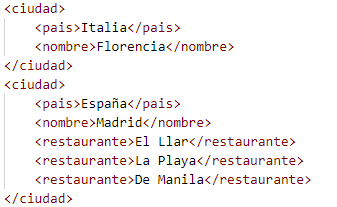 <ciudad>
    <pais>Italia</pais>
    <nombre>Florencia</nombre>
</ciudad>
<ciudad>
    <pais>España</pais>
    <nombre>Madrid</nombre>
    <restaurante>El Llar</restaurante>
    <restaurante>La Playa</restaurante>
    <restaurante>De Manila</restaurante>
</ciudad>